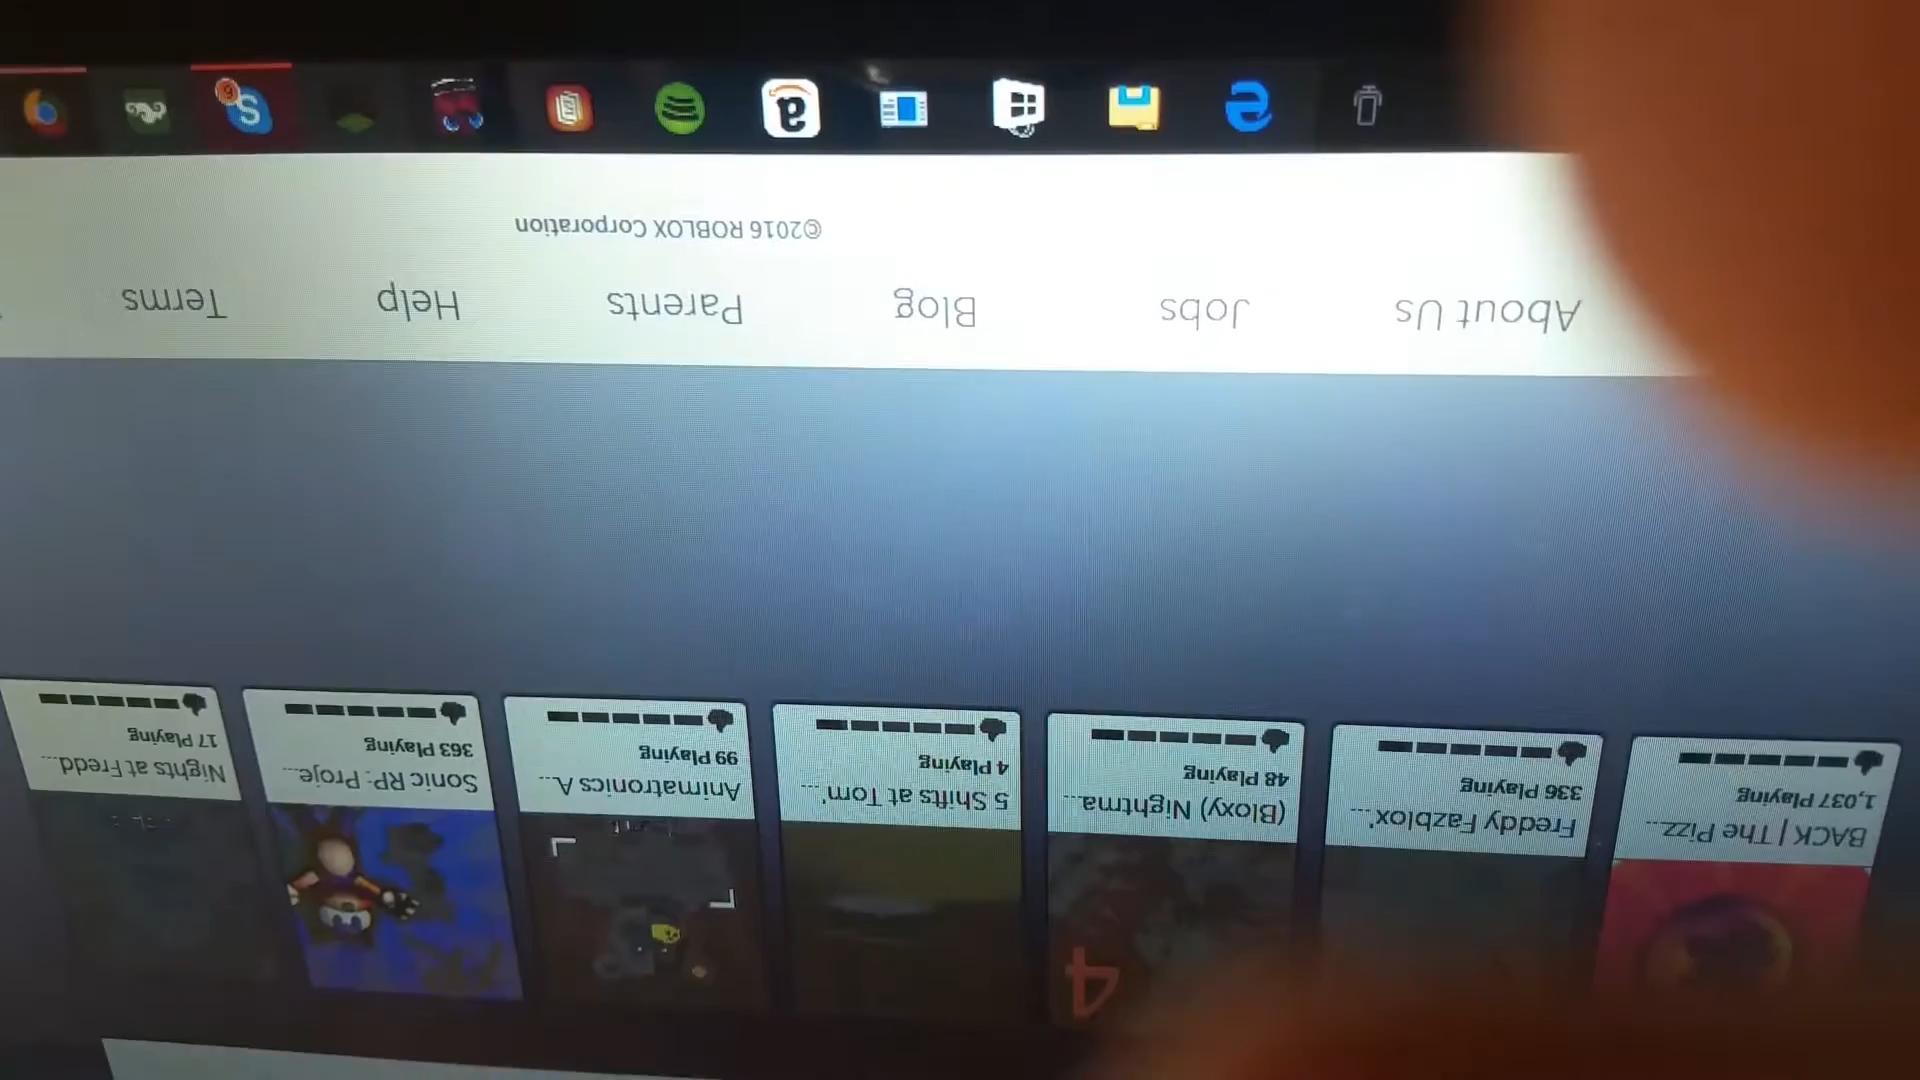 BACK | The Pizz...
1,037 Playing
Freddy Fazblox'...
336 Playing
(Bloxy) Nightma...
48 Playing
5 Shifts at Tom'...
4 Playing
Animatronics A...
99 Playing
Sonic RP: Proje...
363 Playing
Nights at Fredd...
17 Playing
4
About Us
Jobs
Blog
Parents
Help
Terms
©2016 ROBLOX Corporation
a
S
9